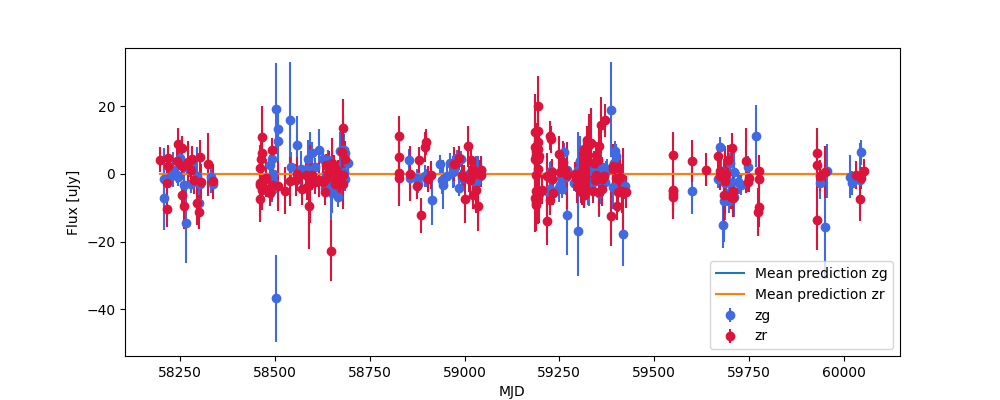 20
0
−20
−40
Flux [uJy]
58250 58500 58750 59000 59250 59500 59750 60000
MJD
Mean prediction zg
Mean prediction zr
zg
zr